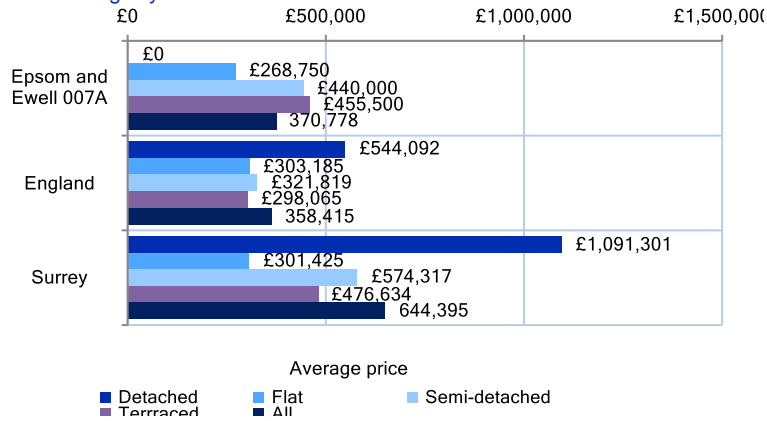 £0 £500,000 £1,000,000 £1,500,000
£0
Epsom and
Ewell 007A
£268,750
£440,000
£455,500
370,778
England
£544,092
£303,185
£321,819
£298,065
358,415
Surrey
£1,091,301
£301,425
£574,317
£476,634
644,395
Average price
Detached Flat Semi-detached
Terrraced All